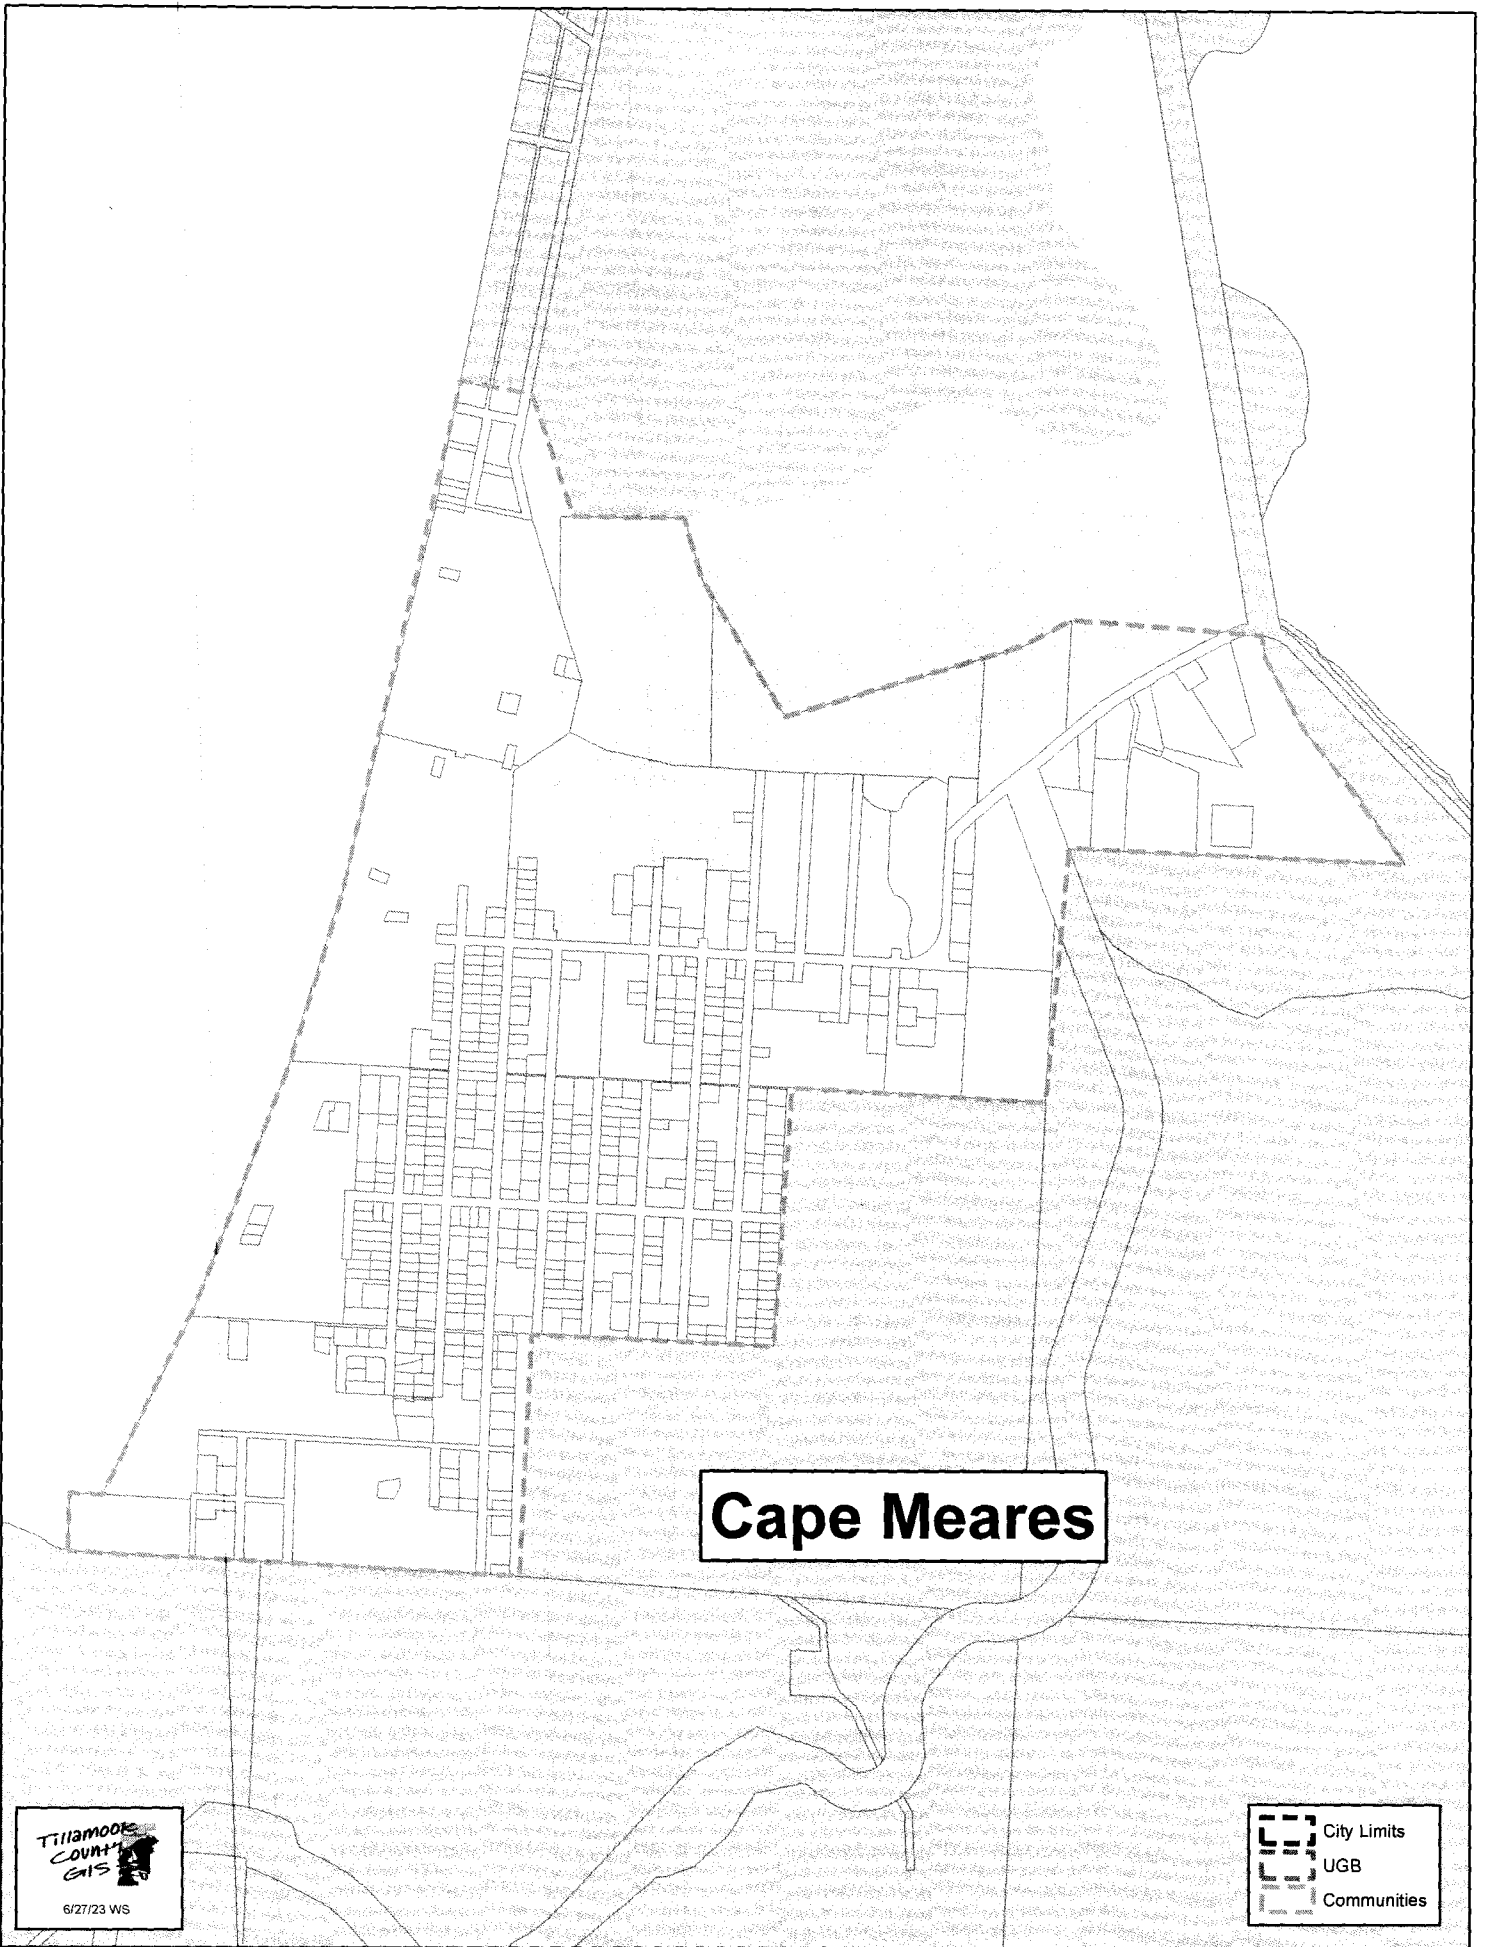 Cape Meares
Tillamook
County
GIS
6/27/23 WS
City Limits
UGB
Communities